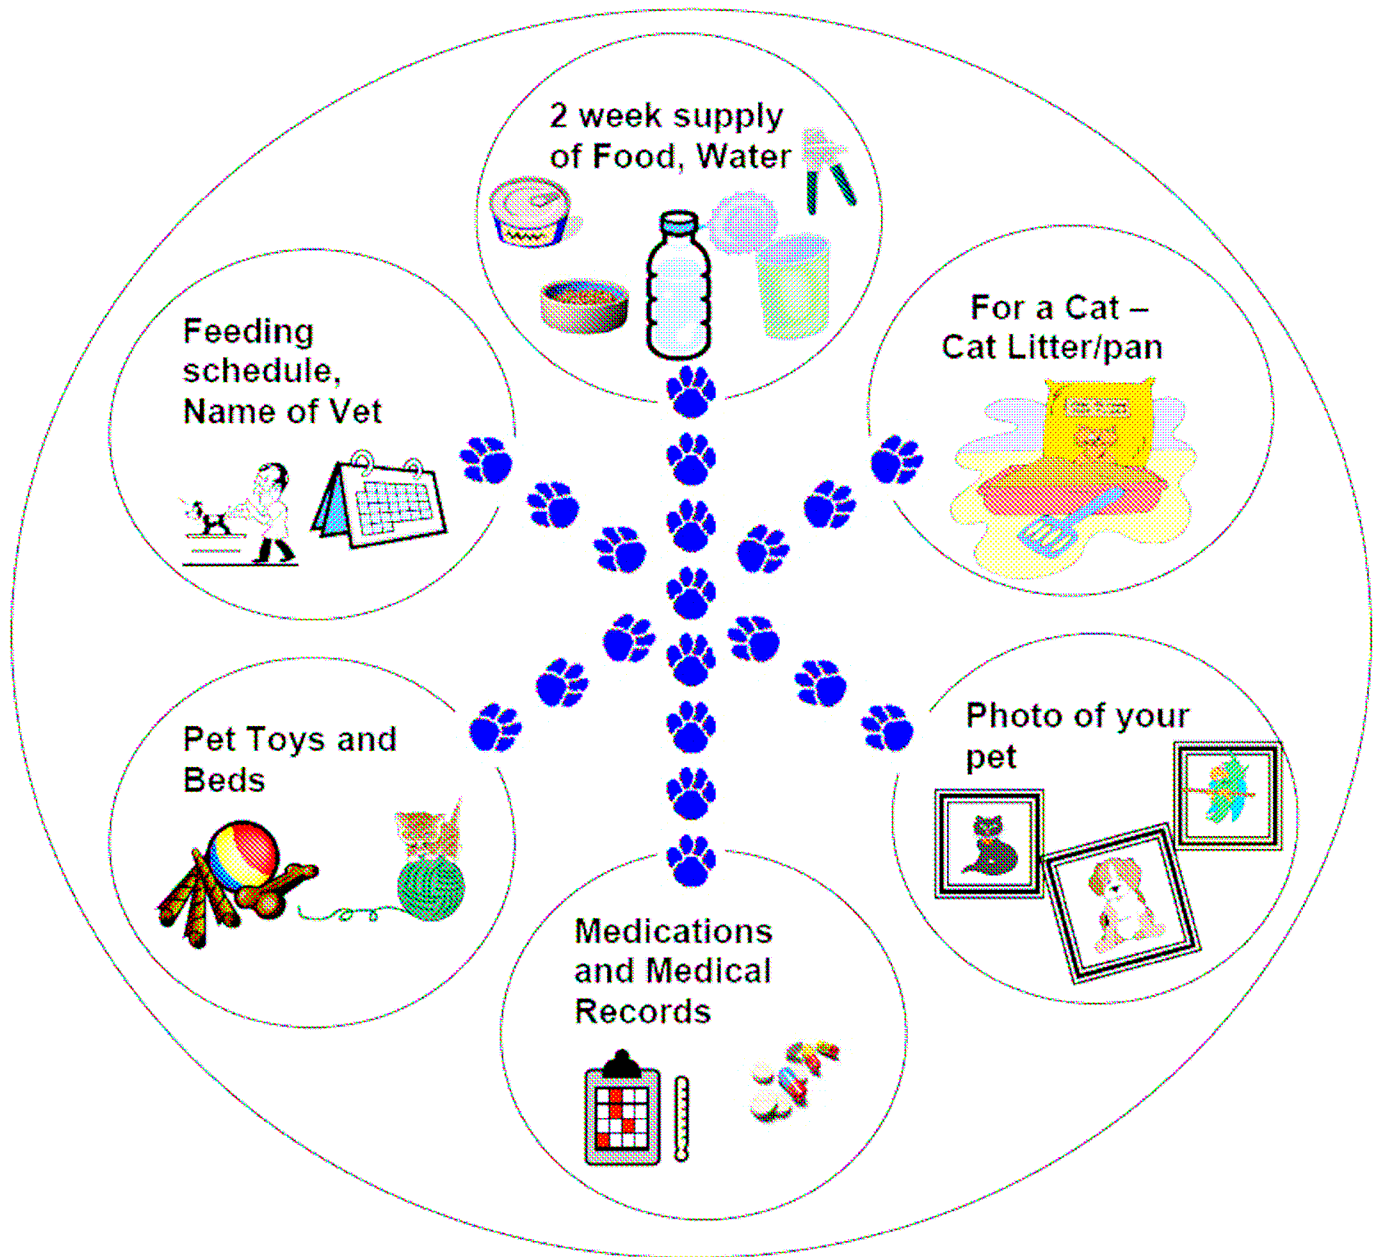 2 week supply
of Food, Water
For a Cat –
Cat Litter/pan
Feeding
schedule,
Name of Vet
Photo of your
pet
Pet Toys and
Beds
Medications
and Medical
Records